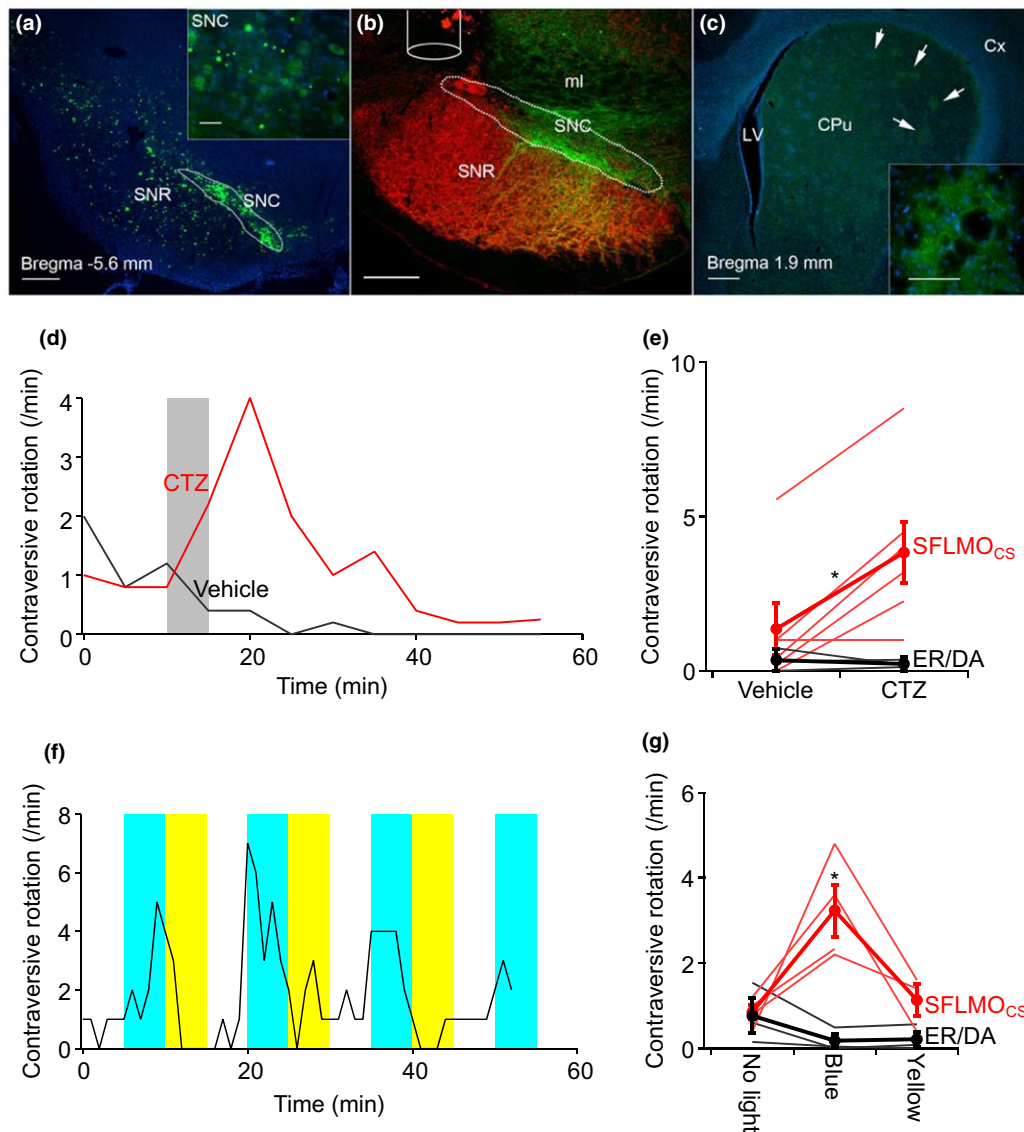 (a)
SNC
SNR
SNC
Bregma -5.6 mm
(b)
ml
SNC
SNR
(c)
Cx
LV
CPu
Bregma 1.9 mm
(d)
Contraversive rotation (/min)
4
3
2
1
0
CTZ
Vehicle
0
20
40
60
Time (min)
(e)
Contraversive rotation (/min)
10
5
0
*
SFLMOCS
ER/DA
Vehicle
CTZ
(f)
Contraversive rotation (/min)
8
6
4
2
0
0
20
40
60
Time (min)
(g)
Contraversive rotation (/min)
6
4
2
0
*
SFLMOCS
ER/DA
No light
Blue
Yellow